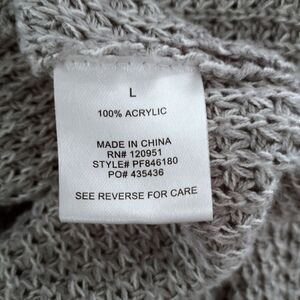 L
100% ACRYLIC
MADE IN CHINA
RN# 120951
STYLE# PF846180
PO# 435436
SEE REVERSE FOR CARE